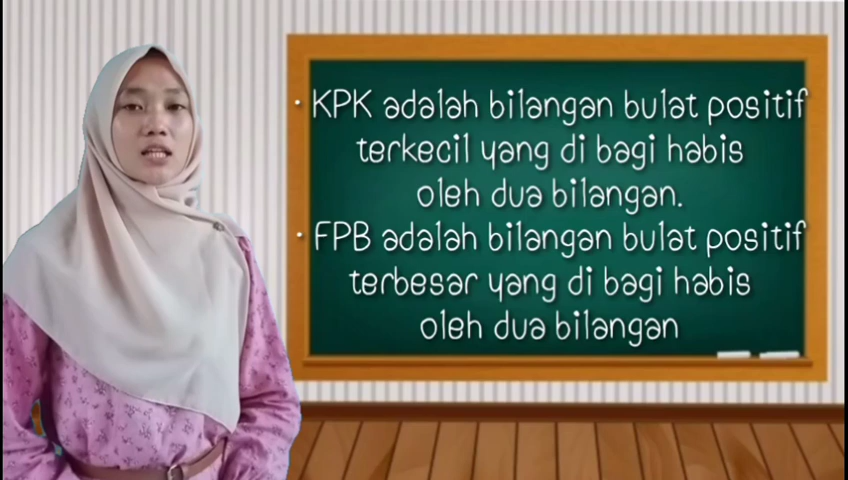 • KPK adalah bilangan bulat positif
terkecil yang di bagi habis
oleh dua bilangan.
• FPB adalah bilangan bulat positif
terbesar yang di bagi habis
oleh dua bilangan